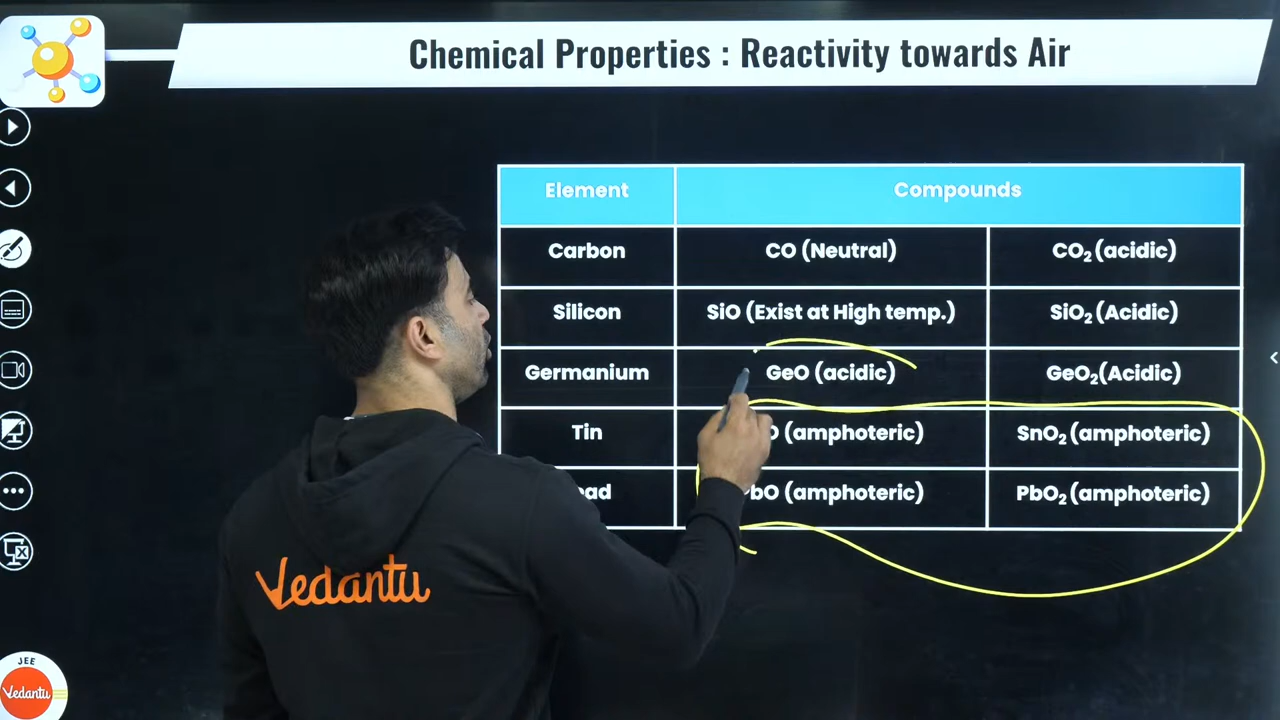 Chemical Properties : Reactivity towards Air
Element Compounds
Carbon CO (Neutral) CO₂ (acidic)
Silicon SiO (Exist at High temp.) SiO₂ (Acidic)
Germanium GeO (acidic) GeO₂(Acidic)
Tin O (amphoteric) SnO₂ (amphoteric)
ead bO (amphoteric) PbO₂ (amphoteric)
Vedantu
JEE
Vedantu